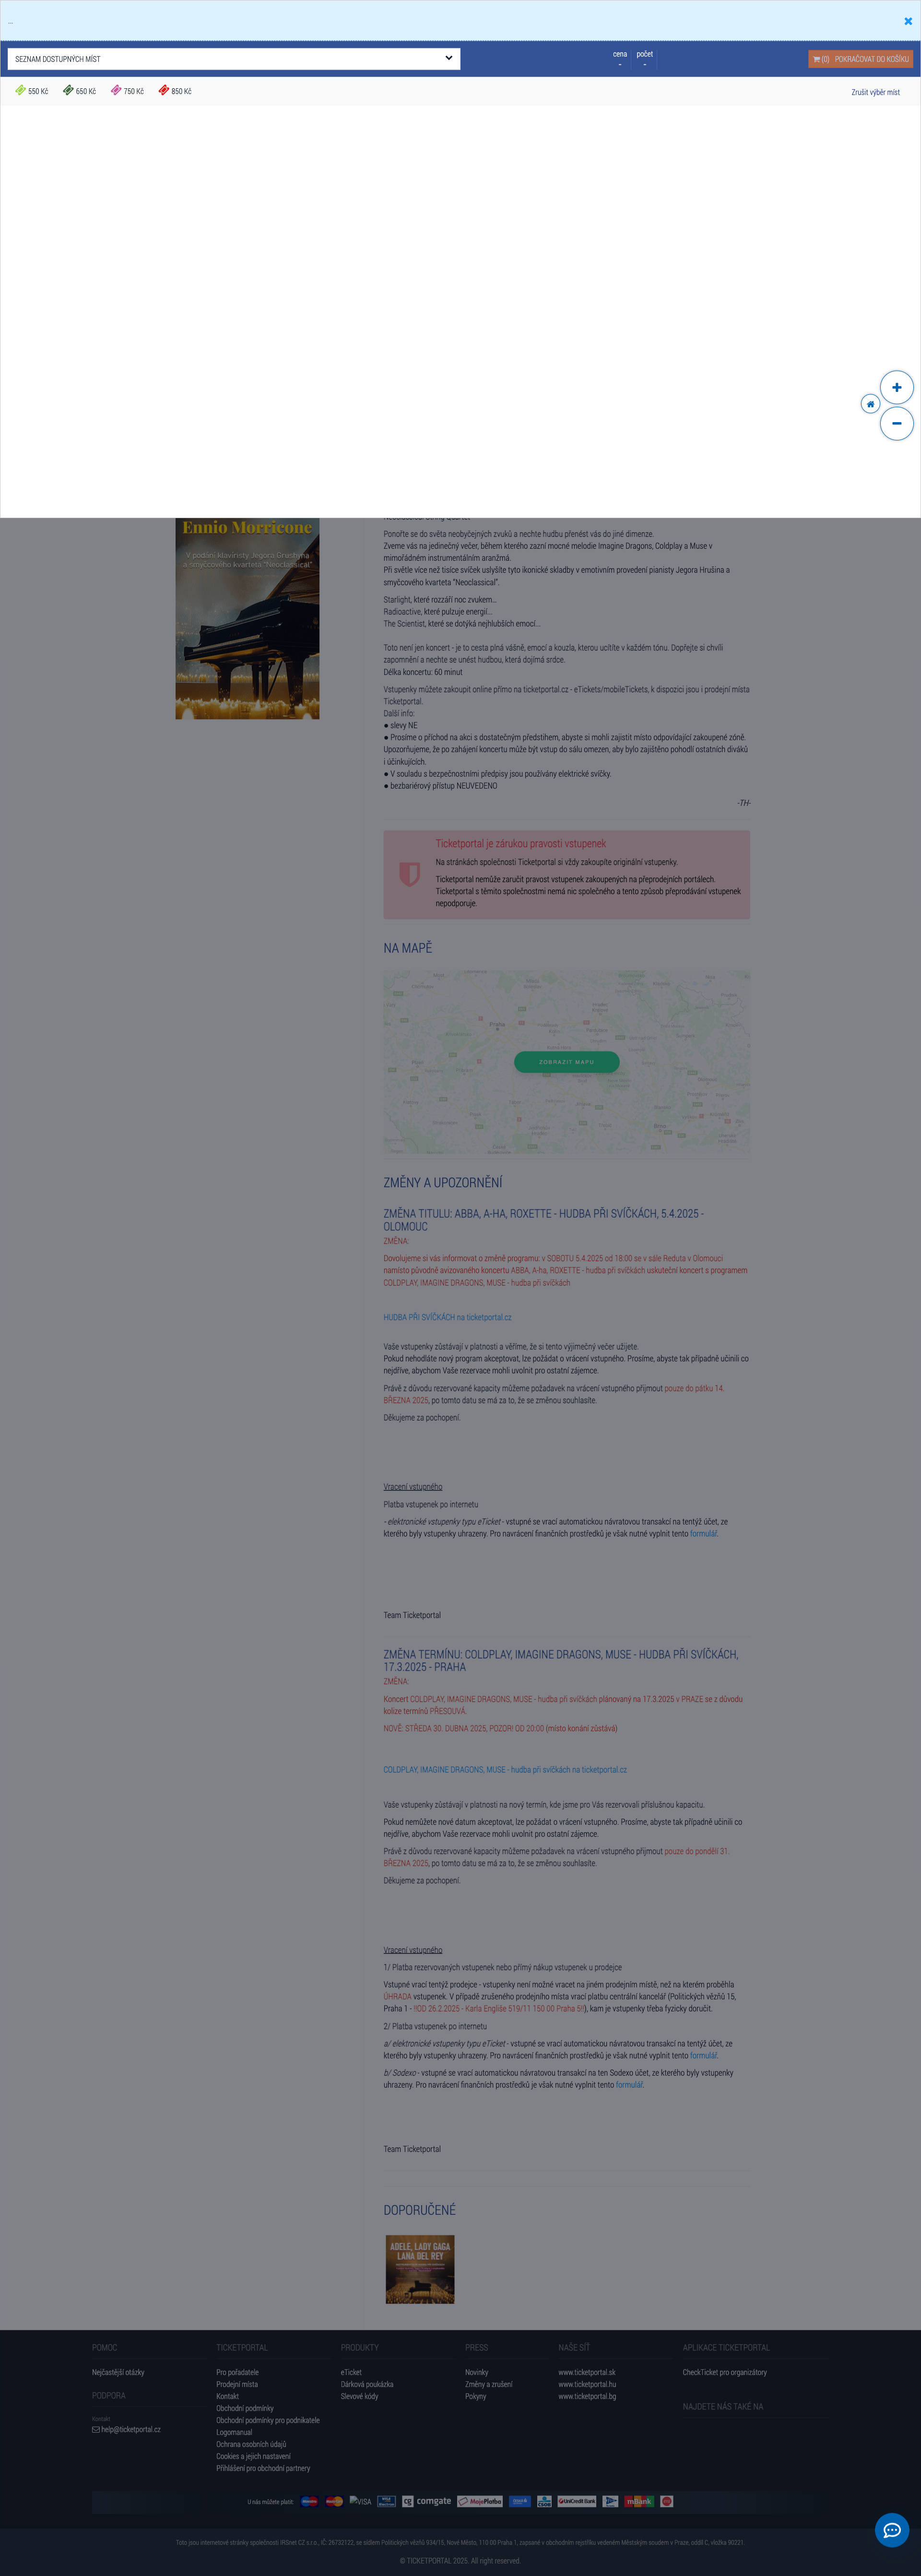 ...
SEZNAM DOSTUPNÝCH MÍST
cena
-
počet
-
(0) POKRAČOVAT DO KOŠÍKU
550 Kč
650 Kč
750 Kč
850 Kč
Zrušit výběr míst
Ennio Morricone
V podání klavíristy Jegora Grushina
a smyčcového kvarteta "Neoclassical"
Neoclassical String Quartet
Ponořte se do světa neobyčejných zvuků a nechte hudbu přenést vás do jiné dimenze.
Zveme vás na jedinečný večer, během kterého zazní mocné melodie Imagine Dragons, Coldplay a Muse v
mimořádném instrumentálním aranžmá.
Při světle více než tisíce svíček uslyšíte tyto ikonické skladby v emotivním provedení pianisty Jegora Hrušina a
smyčcového kvarteta "Neoclassical".
Starlight, které rozzáří noc zvukem...
Radioactive, které pulzuje energií...
The Scientist, které se dotýká nejhlubších emocí...
Toto není jen koncert - je to cesta plná vášně, emocí a kouzla, kterou ucítíte v každém tónu. Dopřejte si chvíli
zapomnění a nechte se unést hudbou, která dojímá srdce.
Délka koncertu: 60 minut
Vstupenky můžete zakoupit online přímo na ticketportal.cz - eTickets/mobileTickets, k dispozici jsou i prodejní místa
Ticketportal.
Další info:
● slevy NE
● Prosíme o příchod na akci s dostatečným předstihem, abyste si mohli zajistit místo odpovídající zakoupené zóně.
Upozorňujeme, že po zahájení koncertu může být vstup do sálu omezen, aby bylo zajištěno pohodlí ostatních diváků
i účinkujících.
● V souladu s bezpečnostními předpisy jsou používány elektrické svíčky.
● bezbariérový přístup NEUVEDENO
-TH-
Ticketportal je zárukou pravosti vstupenek
Na stránkách společnosti Ticketportal si vždy zakoupíte originální vstupenky.
Ticketportal nemůže zaručit pravost vstupenek zakoupených na přeprodejních portálech.
Ticketportal s těmito společnostmi nemá nic společného a tento způsob přeprodávání vstupenek
nepodporuje.
NA MAPĚ
Praha
ZOBRAZIT MAPU
ZMĚNY A UPOZORNĚNÍ
ZMĚNA TITULU: ABBA, A-HA, ROXETTE - HUDBA PŘI SVÍČKÁCH, 5.4.2025 -
OLOMOUC
ZMĚNA:
Dovolujeme si vás informovat o změně programu: v SOBOTU 5.4.2025 od 18:00 se v sále Reduta v Olomouci
namísto původně avizovaného koncertu ABBA, A-ha, ROXETTE - hudba při svíčkách uskuteční koncert s programem
COLDPLAY, IMAGINE DRAGONS, MUSE - hudba při svíčkách
HUDBA PŘI SVÍČKÁCH na ticketportal.cz
Vaše vstupenky zůstávají v platnosti a věříme, že si tento výjimečný večer užijete.
Pokud nehodláte nový program akceptovat, lze požádat o vrácení vstupného. Prosíme, abyste tak případně učinili co
nejdříve, abychom Vaše rezervace mohli uvolnit pro ostatní zájemce.
Právě z důvodu rezervované kapacity můžeme požadavek na vrácení vstupného přijmout pouze do pátku 14.
BŘEZNA 2025, po tomto datu se má za to, že se změnou souhlasíte.
Děkujeme za pochopení.
Vracení vstupného
Platba vstupenek po internetu
- elektronické vstupenky typu eTicket - vstupné se vrací automatickou návratovou transakcí na tentýž účet, ze
kterého byly vstupenky uhrazeny. Pro navrácení finančních prostředků je však nutné vyplnit tento formulář.
Team Ticketportal
ZMĚNA TERMÍNU: COLDPLAY, IMAGINE DRAGONS, MUSE - HUDBA PŘI SVÍČKÁCH,
17.3.2025 - PRAHA
ZMĚNA:
Koncert COLDPLAY, IMAGINE DRAGONS, MUSE - hudba při svíčkách plánovaný na 17.3.2025 v PRAZE se z důvodu
kolize termínů PŘESOUVÁ.
NOVĚ: STŘEDA 30. DUBNA 2025, POZOR! OD 20:00 (místo konání zůstává)
COLDPLAY, IMAGINE DRAGONS, MUSE - hudba při svíčkách na ticketportal.cz
Vaše vstupenky zůstávají v platnosti na nový termín, kde jsme pro Vás rezervovali příslušnou kapacitu.
Pokud nemůžete nové datum akceptovat, lze požádat o vrácení vstupného. Prosíme, abyste tak případně učinili co
nejdříve, abychom Vaše rezervace mohli uvolnit pro ostatní zájemce.
Právě z důvodu rezervované kapacity můžeme požadavek na vrácení vstupného přijmout pouze do pondělí 31.
BŘEZNA 2025, po tomto datu se má za to, že se změnou souhlasíte.
Děkujeme za pochopení.
Vracení vstupného
1/ Platba rezervovaných vstupenek nebo přímý nákup vstupenek u prodejce
Vstupné vrací tentýž prodejce - vstupenky není možné vracet na jiném prodejním místě, než na kterém proběhla
ÚHRADA vstupenek. V případě zrušeného prodejního místa vrací platbu centrální kancelář (Politických vězňů 15,
Praha 1 - !!OD 26.2.2025 - Karla Engliše 519/11 150 00 Praha 5!!), kam je vstupenky třeba fyzicky doručit.
2/ Platba vstupenek po internetu
a/ elektronické vstupenky typu eTicket - vstupné se vrací automatickou návratovou transakcí na tentýž účet, ze
kterého byly vstupenky uhrazeny. Pro navrácení finančních prostředků je však nutné vyplnit tento formulář.
b/ Sodexo - vstupné se vrací automatickou návratovou transakcí na ten Sodexo účet, ze kterého byly vstupenky
uhrazeny. Pro navrácení finančních prostředků je však nutné vyplnit tento formulář.
Team Ticketportal
DOPORUČENÉ
ADELE, LADY GAGA
LANA DEL REY
POMOC
Nejčastější otázky
PODPORA
Kontakt
help@ticketportal.cz
TICKETPORTAL
Pro pořadatele
Prodejní místa
Kontakt
Obchodní podmínky
Obchodní podmínky pro podnikatele
Logomanual
Ochrana osobních údajů
Cookies a jejich nastavení
Přihlášení pro obchodní partnery
PRODUKTY
eTicket
Dárková poukázka
Slevové kódy
PRESS
Novinky
Změny a zrušení
Pokyny
NAŠE SÍŤ
www.ticketportal.sk
www.ticketportal.hu
www.ticketportal.bg
APLIKACE TICKETPORTAL
CheckTicket pro organizátory
NAJDETE NÁS TAKÉ NA
U nás můžete platit:
VISA
comgate
MojePlatba
UniCredit Bank
mBank
Toto jsou internetové stránky společnosti IRSnet CZ s.r.o., IČ: 26732122, se sídlem Politických vězňů 934/15, Nové Město, 110 00 Praha 1, zapsané v obchodním rejstříku vedeném Městským soudem v Praze, oddíl C, vložka 90221.
© TICKETPORTAL 2025. All right reserved.